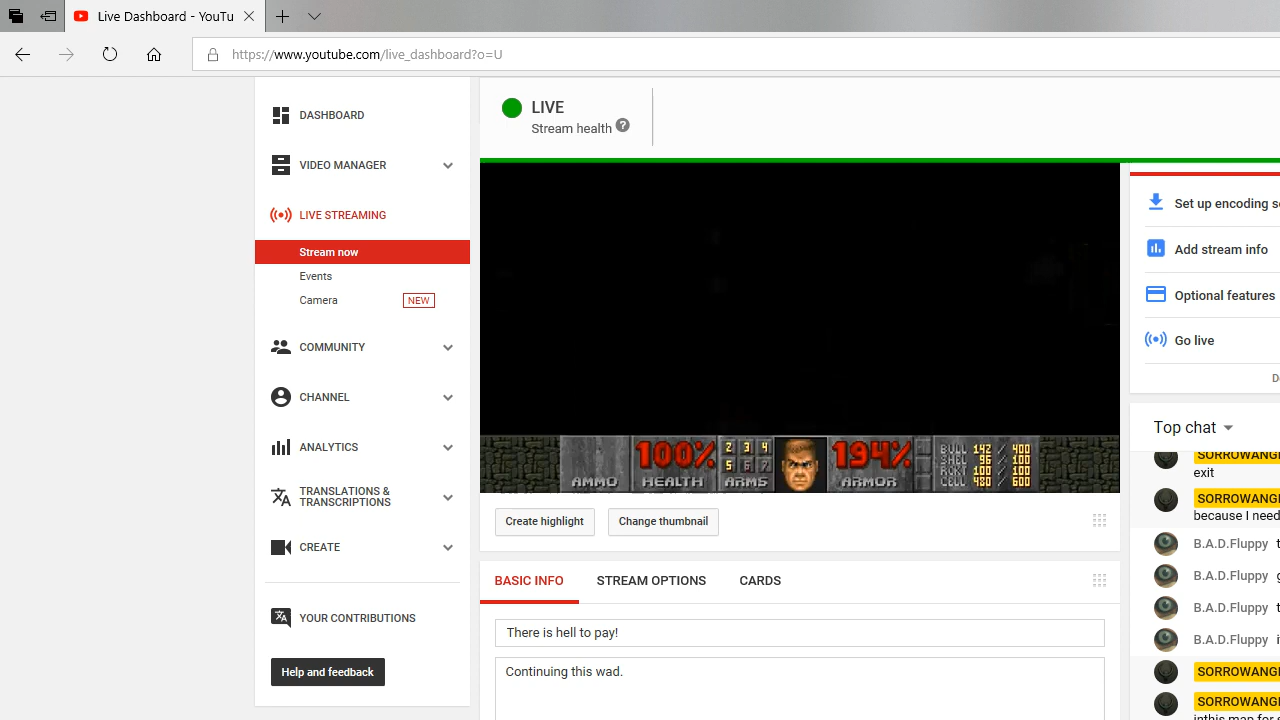 Live Dashboard - YouTu
https://www.youtube.com/live_dashboard?o=U
DASHBOARD
VIDEO MANAGER
LIVE STREAMING
Stream now
Events
Camera NEW
COMMUNITY
CHANNEL
ANALYTICS
TRANSLATIONS &
TRANSCRIPTIONS
CREATE
YOUR CONTRIBUTIONS
Help and feedback
LIVE
Stream health ?
100% 2 3 4 194% BULL 142 / 400
5 6 7 SHEL 96 / 100
RCKT 100 / 100
AMMO HEALTH ARMS ARMOR CELL 480 / 600
Create highlight Change thumbnail
BASIC INFO STREAM OPTIONS CARDS
There is hell to pay!
Continuing this wad.
Set up encoding s
Add stream info
Optional features
Go live
D
Top chat
SORROWANG
exit
SORROWANG
because I need
B.A.D.Fluppy t
B.A.D.Fluppy g
B.A.D.Fluppy t
B.A.D.Fluppy i
SORROWANG
SORROWANG
inthis map for